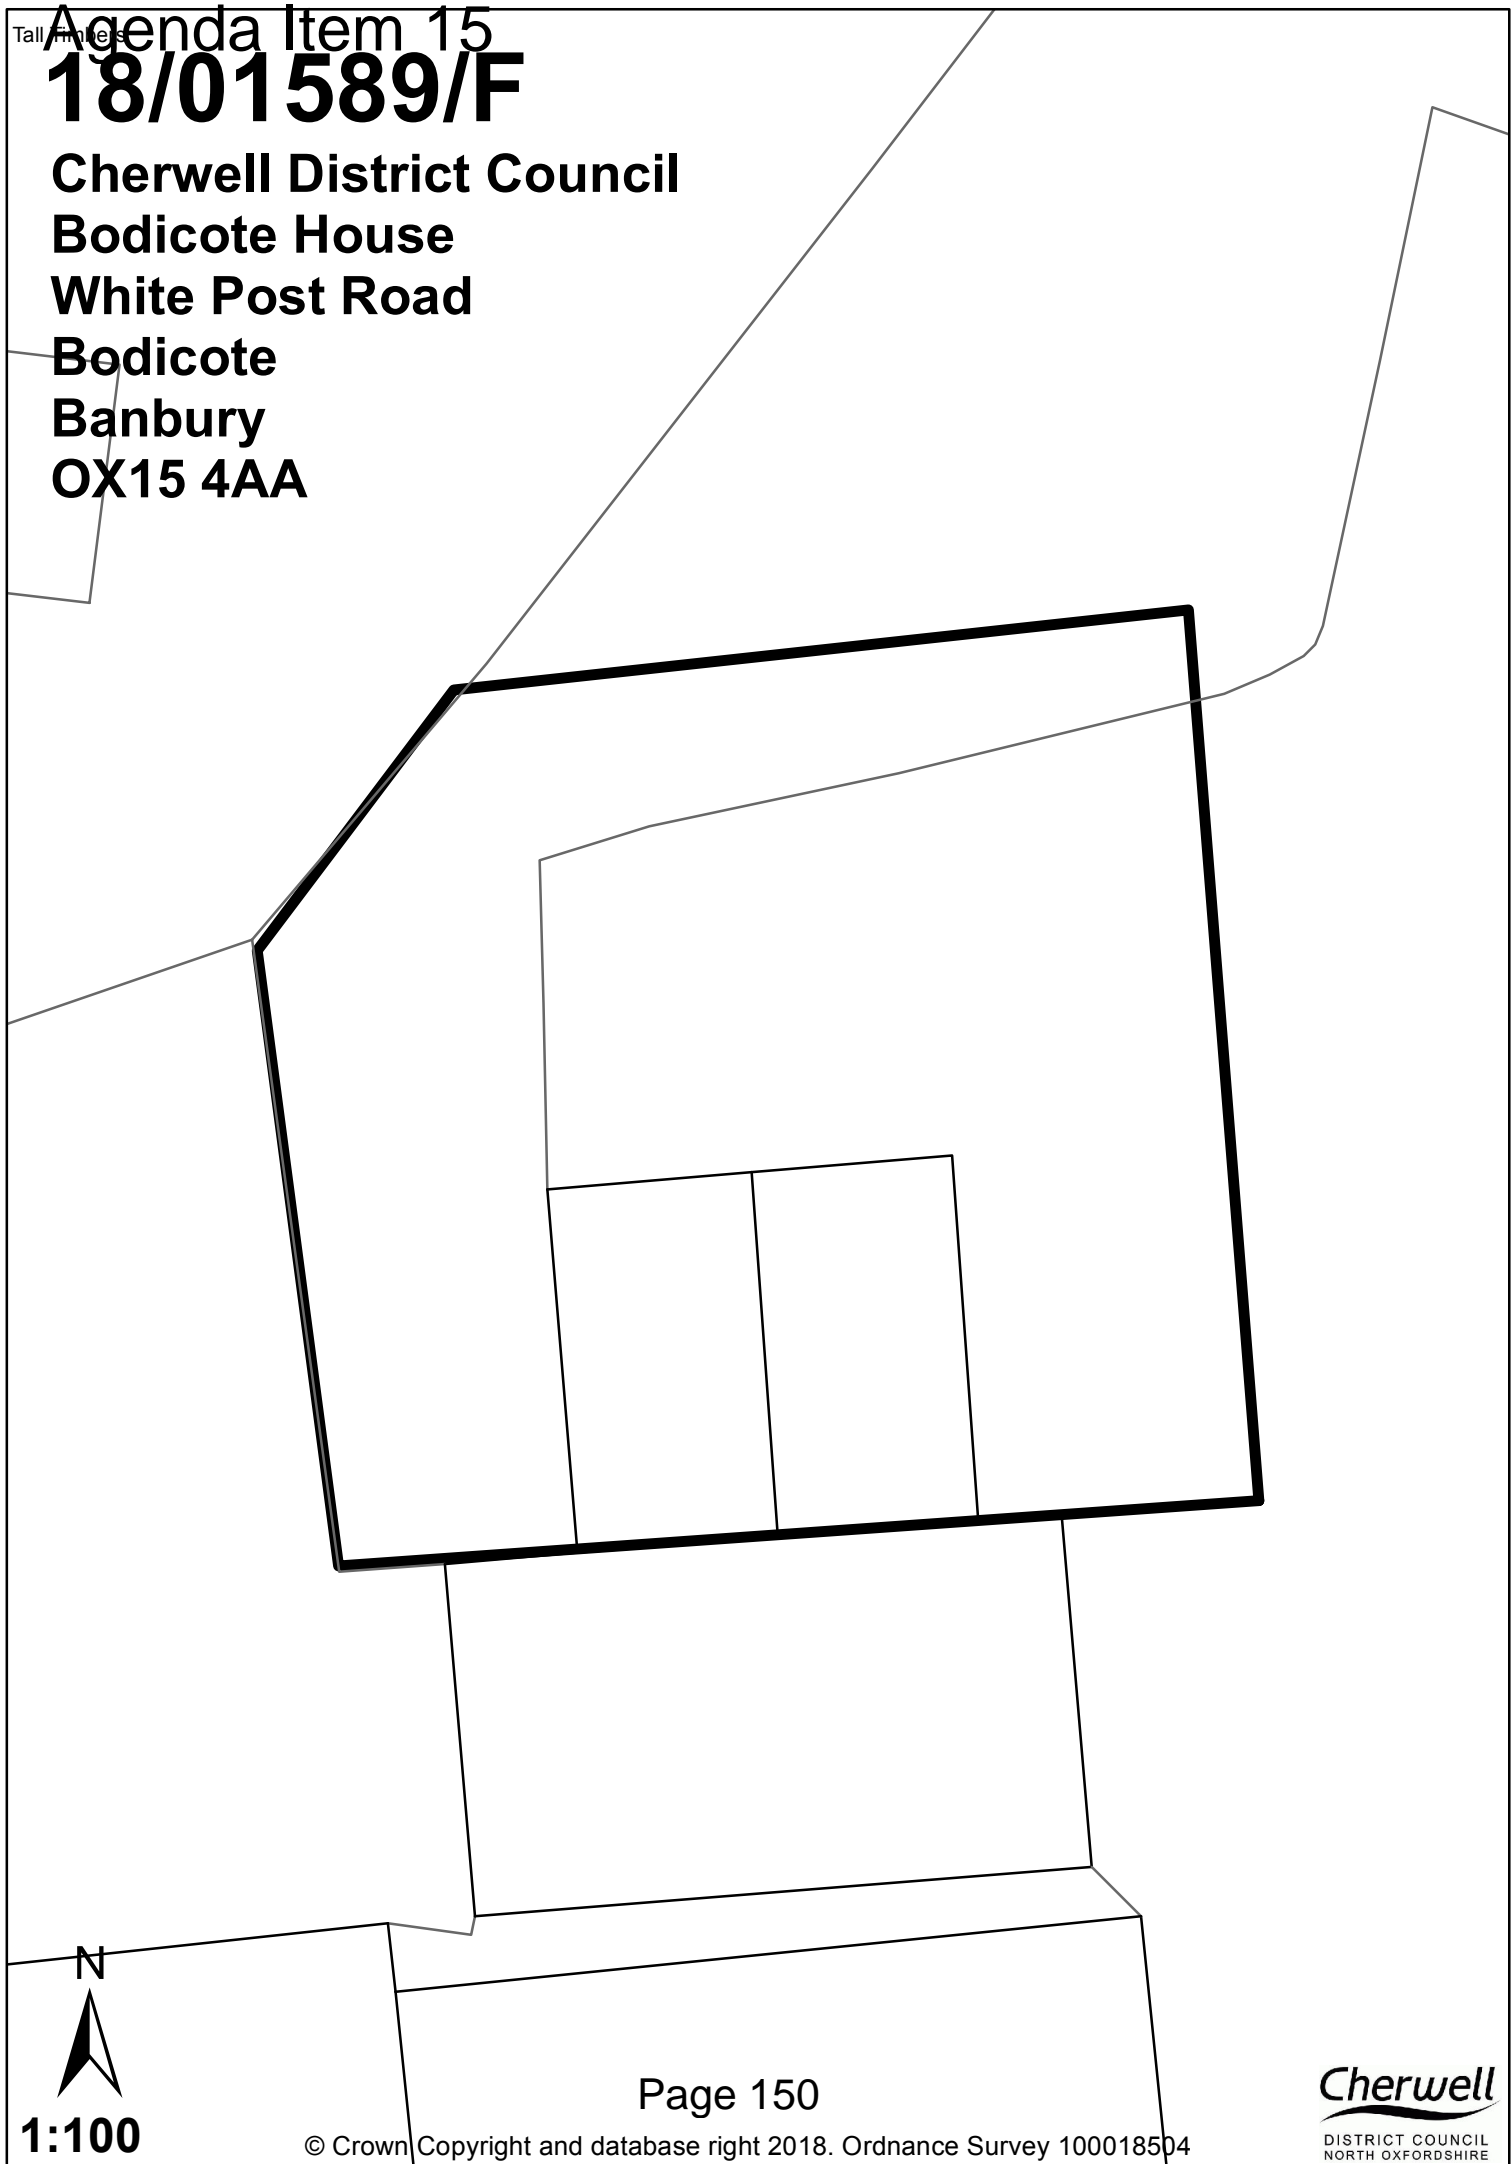 Agenda Item 15
Tall Timbers
18/01589/F
Cherwell District Council
Bodicote House
White Post Road
Bodicote
Banbury
OX15 4AA
N
1:100
Page 150
© Crown Copyright and database right 2018. Ordnance Survey 100018504
Cherwell
DISTRICT COUNCIL
NORTH OXFORDSHIRE